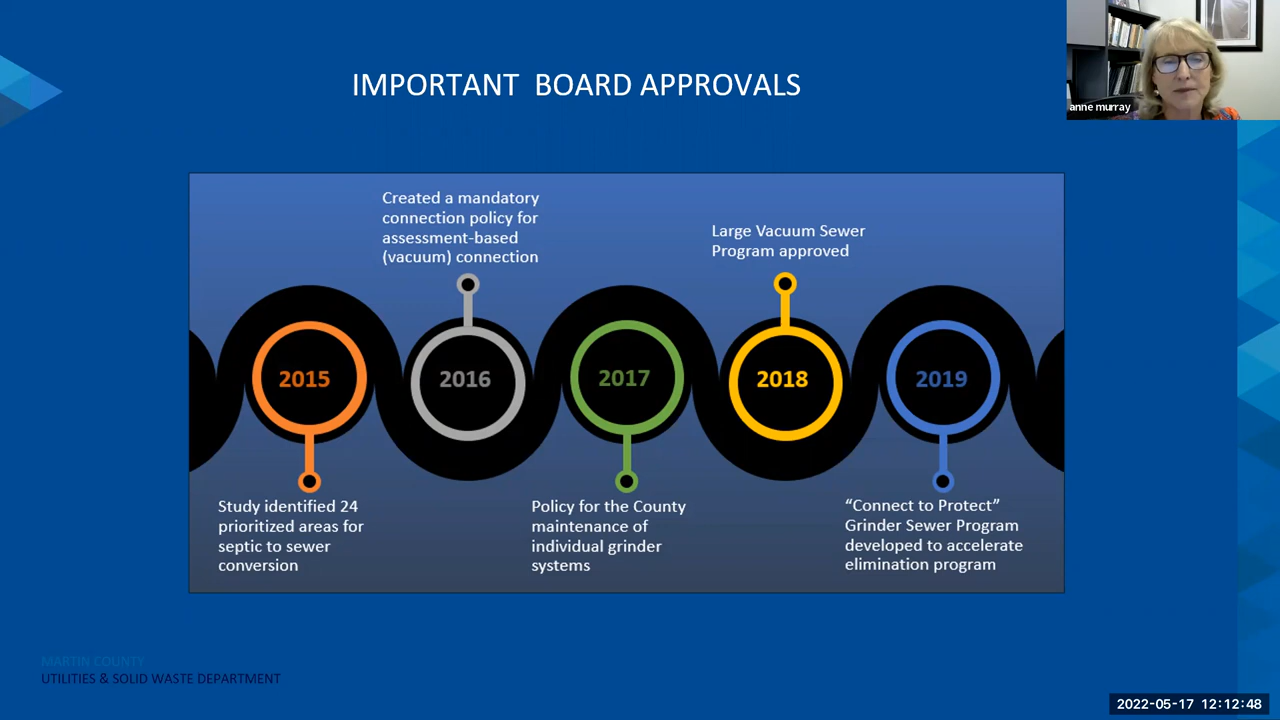 IMPORTANT BOARD APPROVALS
anne murray
Created a mandatory
connection policy for
assessment-based
(vacuum) connection
Large Vacuum Sewer
Program approved
2015
2016
2017
2018
2019
Study identified 24
prioritized areas for
septic to sewer
conversion
Policy for the County
maintenance of
individual grinder
systems
“Connect to Protect”
Grinder Sewer Program
developed to accelerate
elimination program
MARTIN COUNTY
UTILITIES & SOLID WASTE DEPARTMENT
2022-05-17 12:12:48